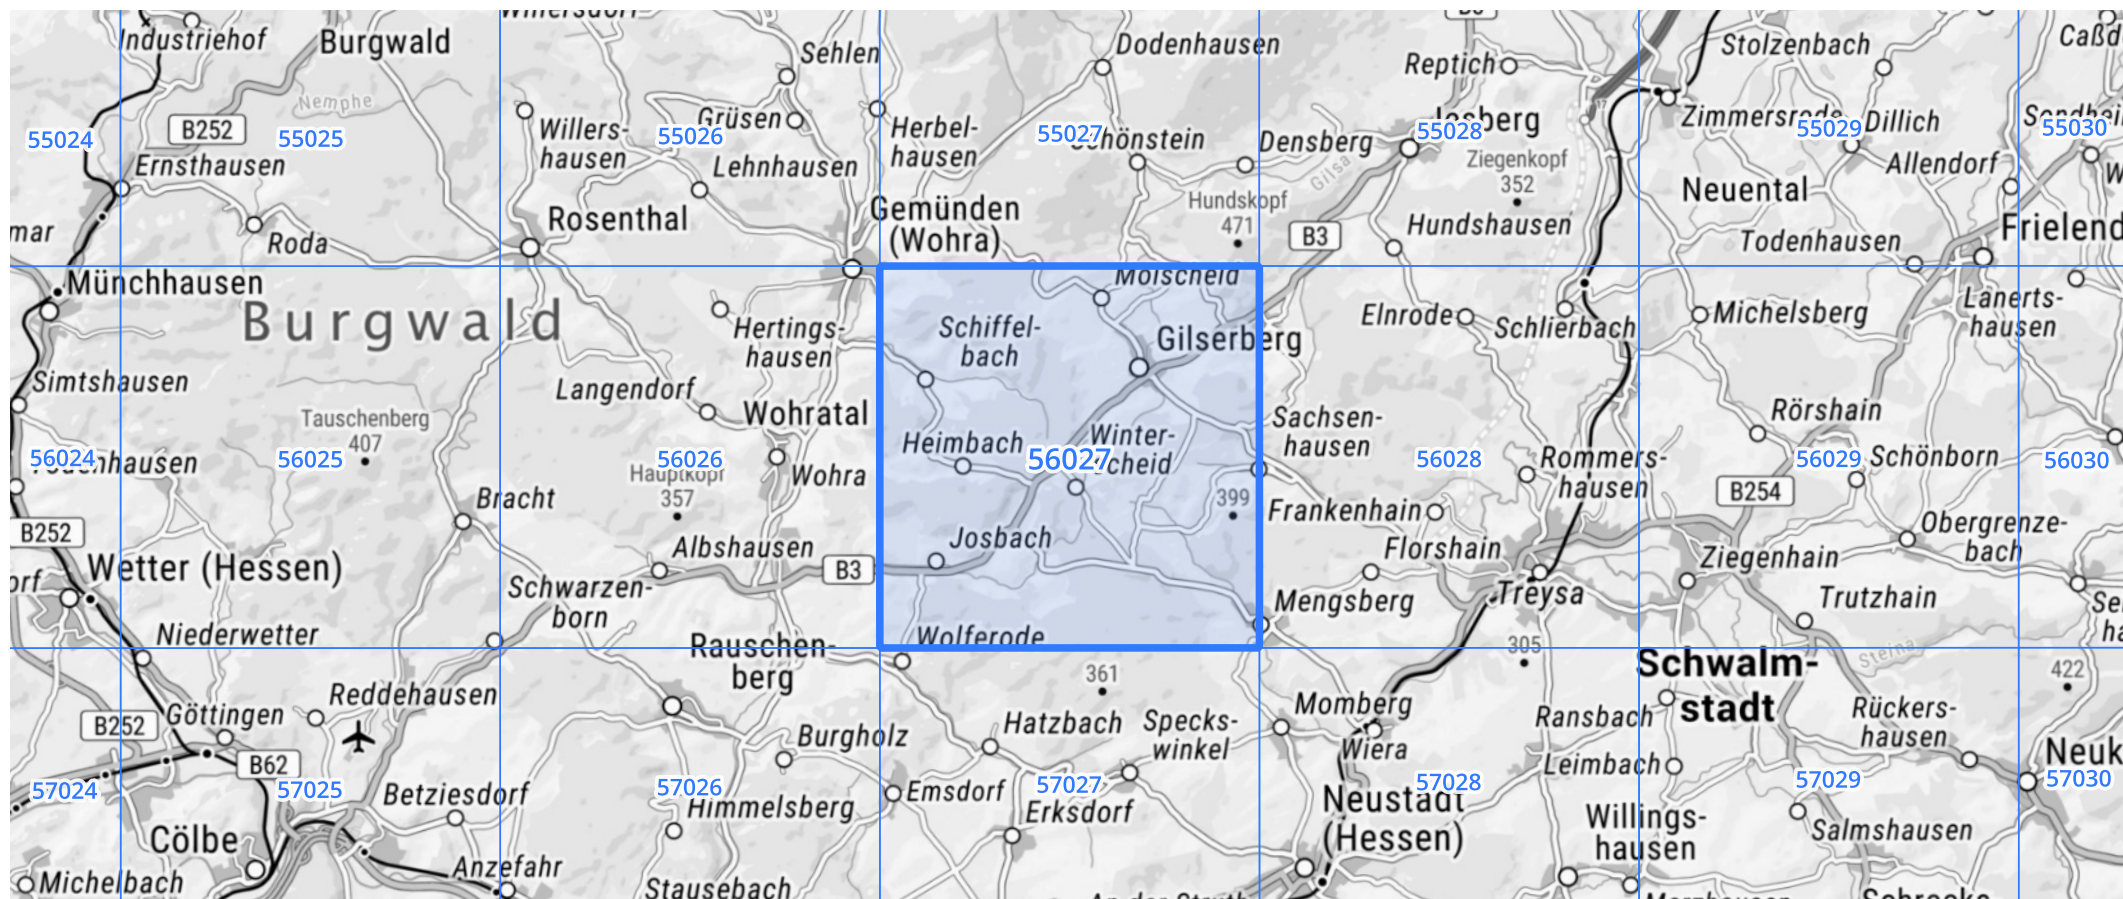 Industriehof
Burgwald
Sehlen
Dodenhausen
Reptich
Stolzenbach
Nemphe
B252
55024
55025
Willers-
hausen
Grüsen
55026
Herbel-
hausen
55027
Schönstein
Densberg
55028
Gilsa
Ziegenkopf
352
Zimmersrode
55029
Dillich
55030
Ernsthausen
Lehnhausen
Allendorf
Neuental
Hundskopf
471
Rosenthal
Gemünden
(Wohra)
B3
Hundshausen
Roda
Todenhausen
Frielend
mar
Münchhausen
Burgwald
Hertings-
hausen
Moischeid
Schiffel-
bach
Gilserberg
Elnrode
Schlierbach
Michelsberg
Lanerts-
hausen
Simtshausen
Tauschenberg
407
Langendorf
Wohratal
Sachsen-
hausen
Rörshain
56024
56025
56026
Hauptkopf
357
Wohra
Heimbach
56027
Winter-
scheid
399
56028
Rommers-
hausen
56029
Schönborn
56030
B252
Bracht
Frankenhain
B254
Obergrenze-
bach
Wetter (Hessen)
Albshausen
B3
Josbach
Florshain
Ziegenhain
Schwarzen-
born
Mengsberg
Treysa
Trutzhain
Niederwetter
Rauschen-
berg
Wolferode
305
Steina
361
Schwalm-
stadt
422
Reddehausen
B252
Göttingen
Hatzbach
Specks-
winkel
Momberg
Wiera
Ransbach
Rückers-
hausen
Burgholz
B62
Leimbach
Neuk
57024
57025
57026
57027
57028
57029
57030
Betziesdorf
Himmelsberg
Emsdorf
Erksdorf
Neustadt
(Hessen)
Willings-
hausen
Salmshausen
Cölbe
Michelbach
Anzefahr
Stausebach